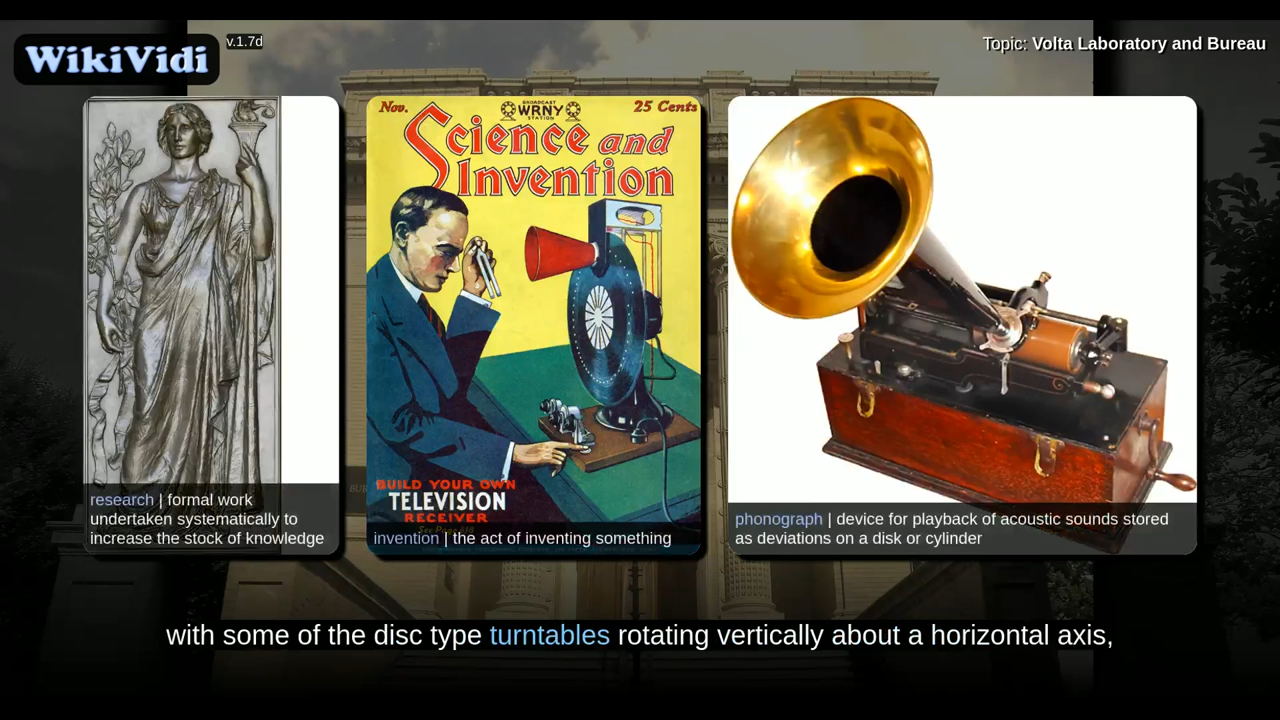 WikiVidi
v.1.7d
Topic: Volta Laboratory and Bureau
Nov.
BROADCAST
WRNY
STATION
25 Cents
Science and
Invention
BUILD YOUR OWN
TELEVISION
RECEIVER
See Page 618
research | formal work
undertaken systematically to
increase the stock of knowledge
invention | the act of inventing something
phonograph | device for playback of acoustic sounds stored
as deviations on a disk or cylinder
with some of the disc type turntables rotating vertically about a horizontal axis,